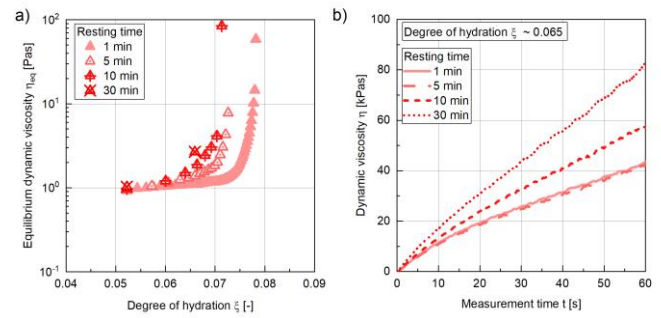 a)
Equilibrium dynamic viscosity ηeq [Pas]
10²
10¹
10⁰
10⁻¹
Resting time
1 min
5 min
10 min
30 min
0.04 0.05 0.06 0.07 0.08 0.09
Degree of hydration ξ [-]
b)
Dynamic viscosity η [kPas]
100
80
60
40
20
0
Degree of hydration ξ ~ 0.065
Resting time
1 min
5 min
10 min
30 min
0 10 20 30 40 50 60
Measurement time t [s]